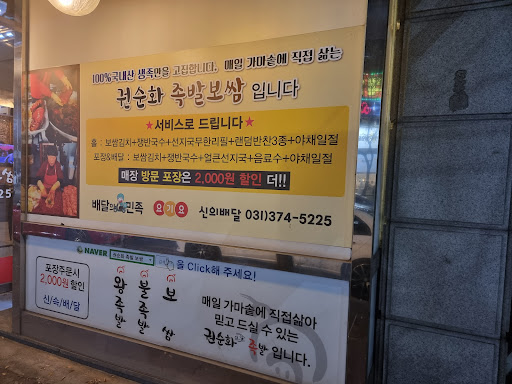 100%국내산 생족만을 고집합니다. 매일 가마솥에 직접 삶는
권순화 족발보쌈 입니다
★서비스로 드립니다★
홀 : 보쌈김치+쟁반국수+선지국무한리필+랜덤반찬3종+야채일절
포장&배달 : 보쌈김치+쟁반국수+얼큰선지국+음료수+야채일절
매장 방문 포장은 2,000원 할인 더!!
배달의민족 요기요 신의배달 031)374-5225
NAVER 권순화 족발 보쌈 을 Click해 주세요!
포장주문시
2,000원 할인
신/속/배/달
왕족발
불족발
보쌈
매일 가마솥에 직접삶아
믿고 드실 수 있는
권순화 족발 입니다.